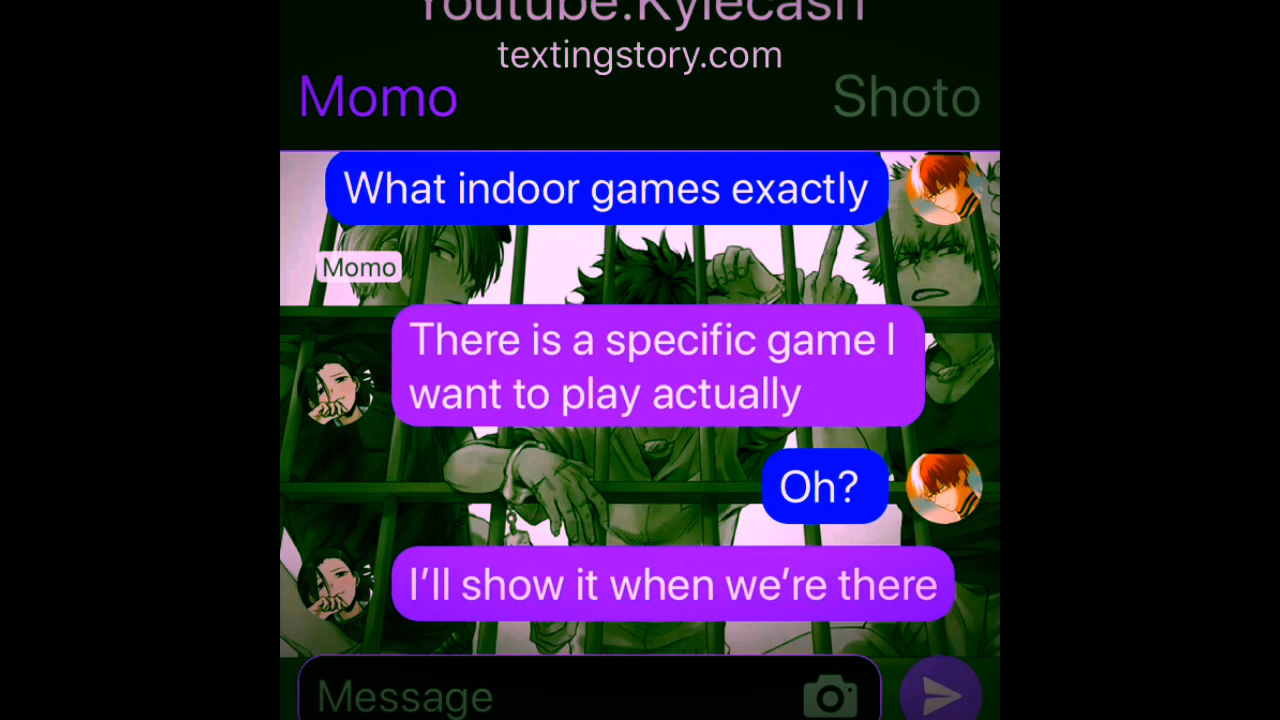 Youtube:Kylecash
textingstory.com
Momo
Shoto
What indoor games exactly
Momo
There is a specific game I
want to play actually
Oh?
I'll show it when we're there
Message